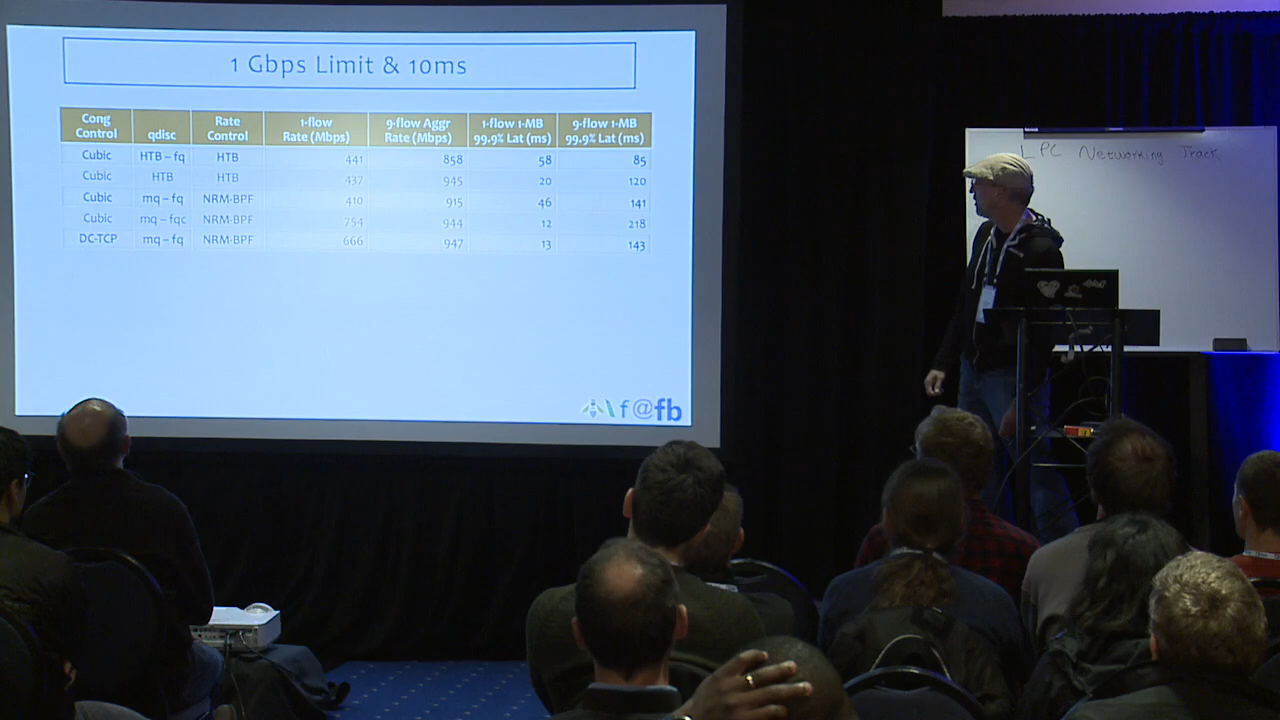 1 Gbps Limit & 10ms
Cong Control qdisc Rate Control 1-flow Rate (Mbps) 9-flow Aggr Rate (Mbps) 1-flow 1-MB 99.9% Lat (ms) 9-flow 1-MB 99.9% Lat (ms)
Cubic HTB – fq HTB 441 858 58 85
Cubic HTB HTB 437 945 20 120
Cubic mq – fq NRM-BPF 410 915 46 141
Cubic mq – fqc NRM-BPF 754 944 12 218
DC-TCP mq – fq NRM-BPF 666 947 13 143
f@fb
LPC Networking Track